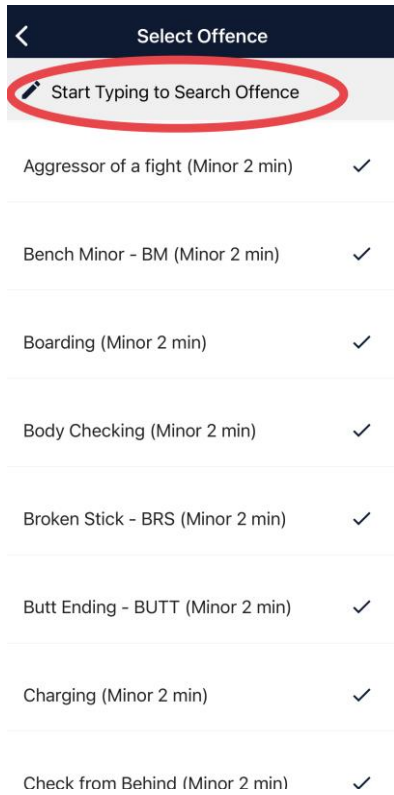 Select Offence
Start Typing to Search Offence
Aggressor of a fight (Minor 2 min)
Bench Minor - BM (Minor 2 min)
Boarding (Minor 2 min)
Body Checking (Minor 2 min)
Broken Stick - BRS (Minor 2 min)
Butt Ending - BUTT (Minor 2 min)
Charging (Minor 2 min)
Check from Behind (Minor 2 min)